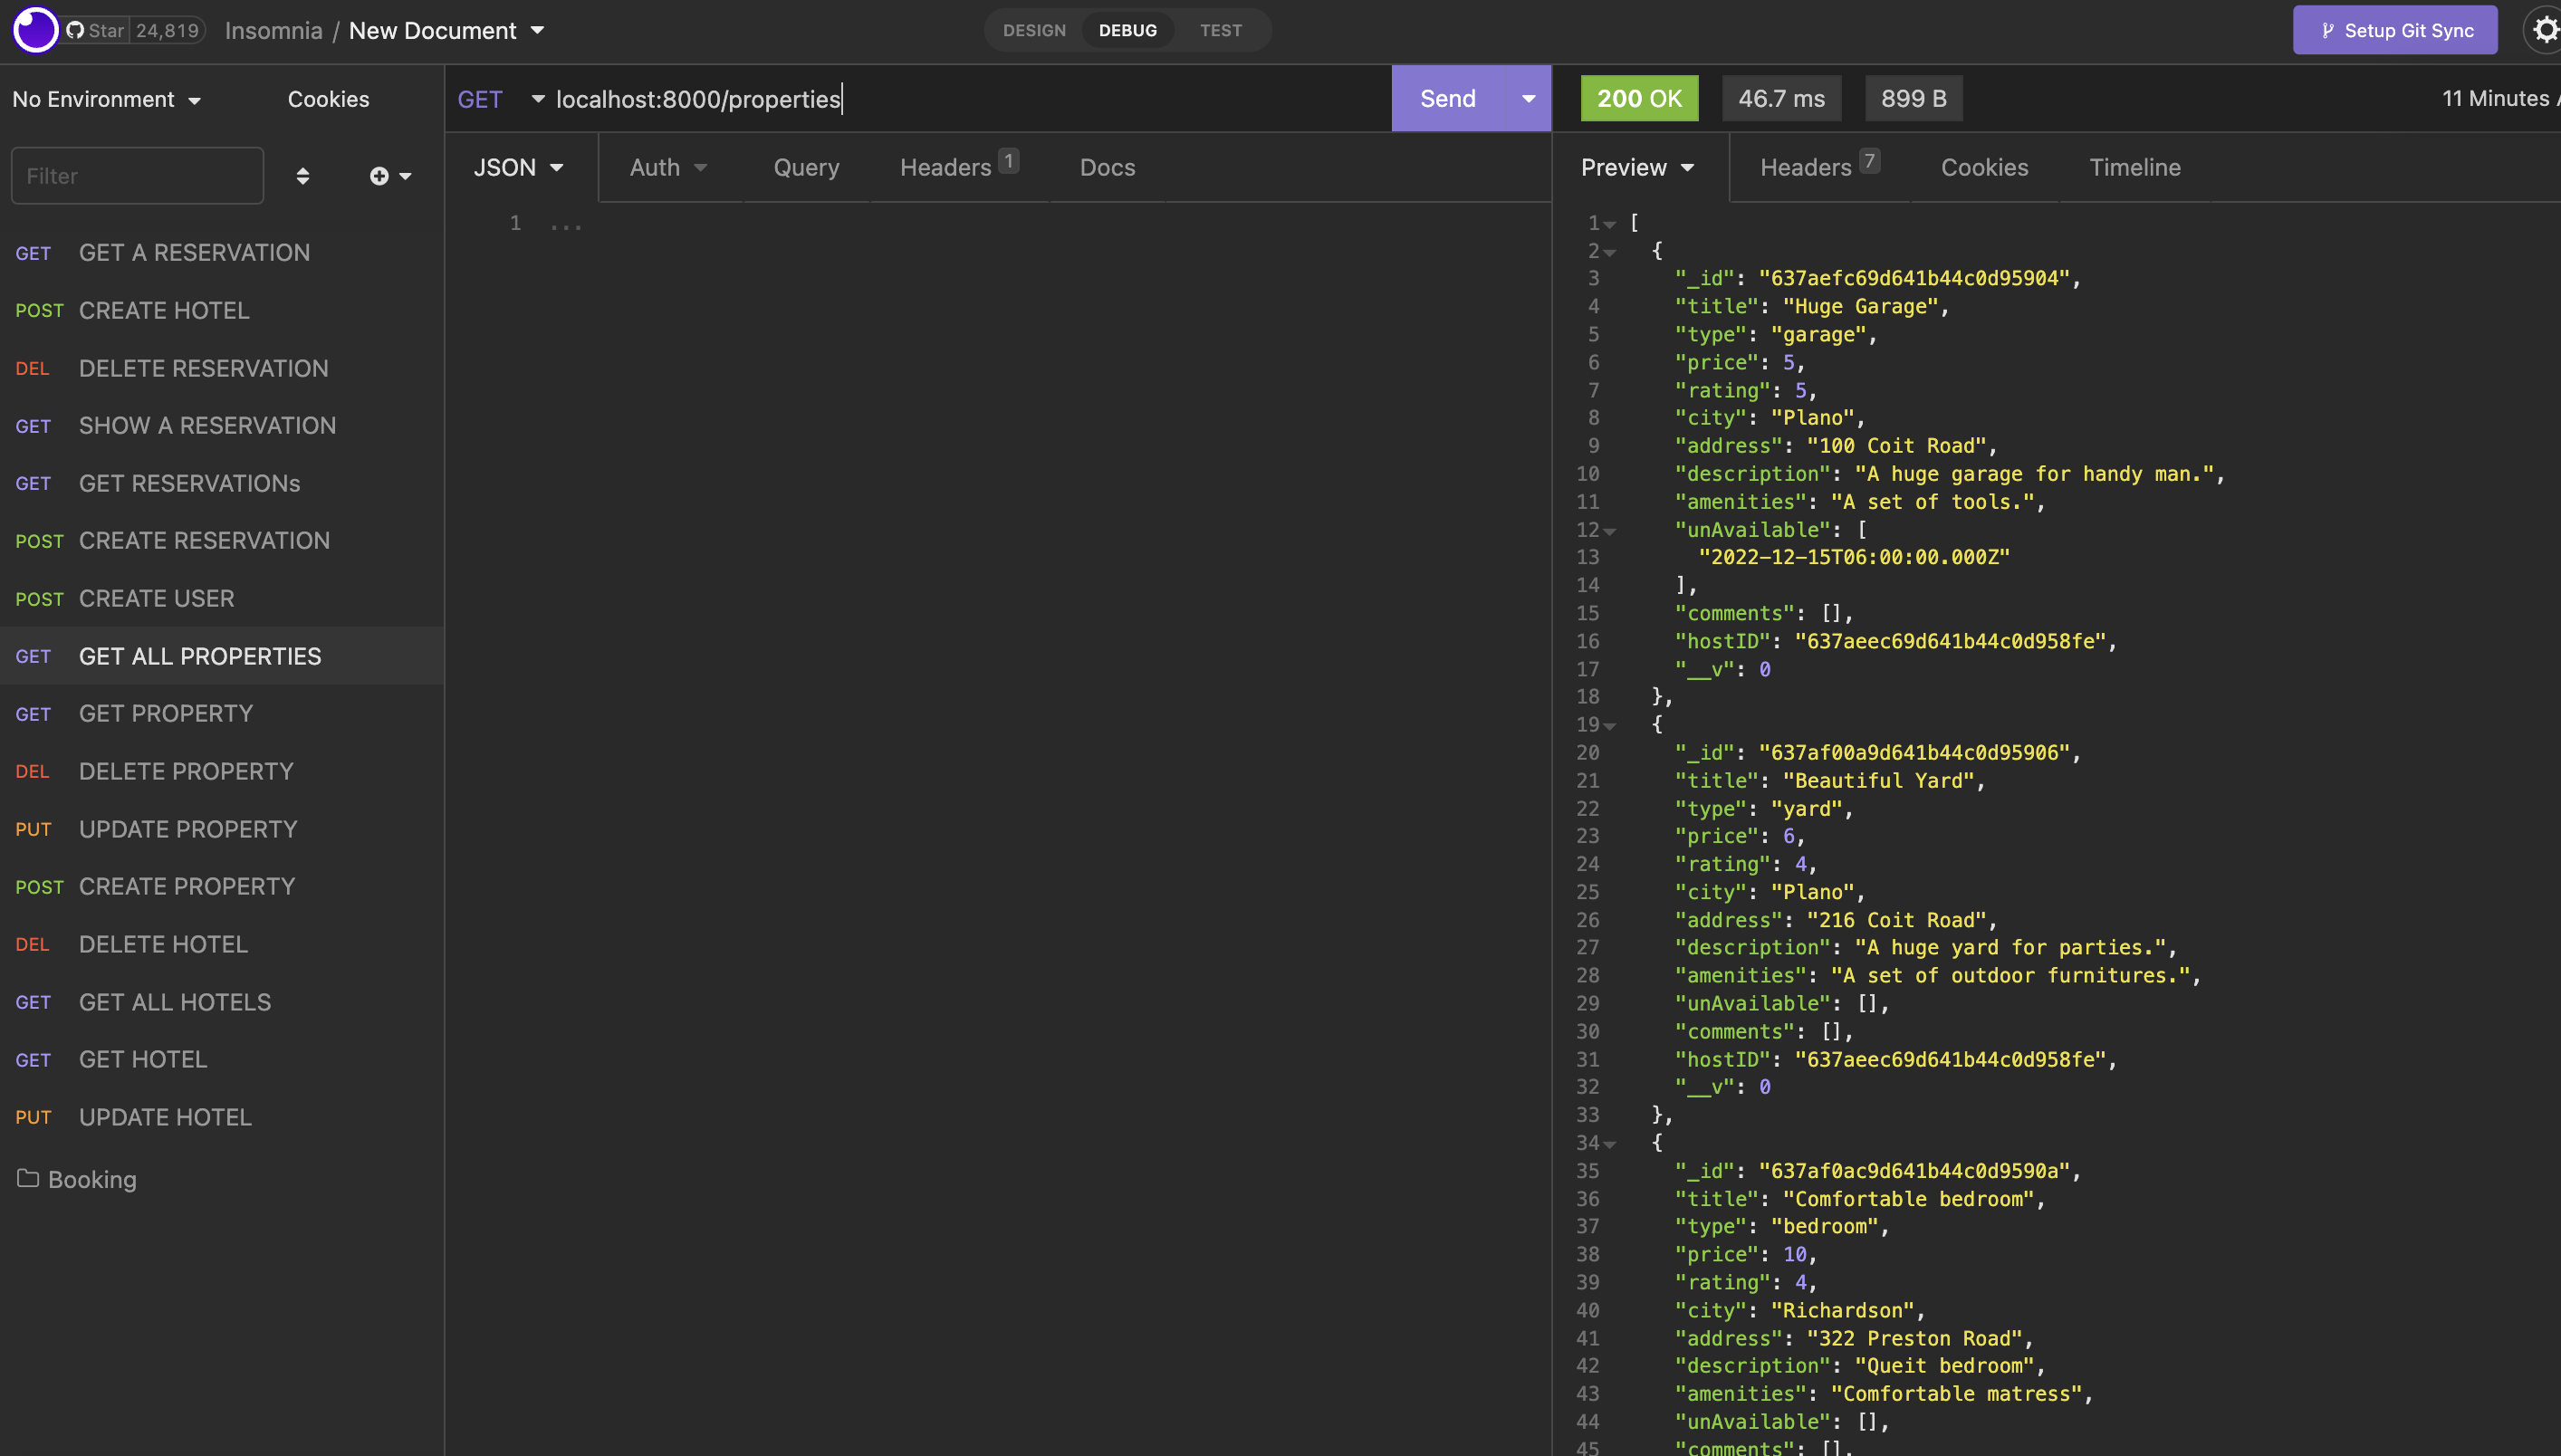 Star 24,819 Insomnia / New Document DESIGN DEBUG TEST Setup Git Sync
No Environment Cookies GET localhost:8000/properties Send 200 OK 46.7 ms 899 B 11 Minutes
Filter JSON Auth Query Headers 1 Docs Preview Headers 7 Cookies Timeline
GET GET A RESERVATION
POST CREATE HOTEL
DEL DELETE RESERVATION
GET SHOW A RESERVATION
GET GET RESERVATIONs
POST CREATE RESERVATION
POST CREATE USER
GET GET ALL PROPERTIES
GET GET PROPERTY
DEL DELETE PROPERTY
PUT UPDATE PROPERTY
POST CREATE PROPERTY
DEL DELETE HOTEL
GET GET ALL HOTELS
GET GET HOTEL
PUT UPDATE HOTEL
Booking
1 ...
1 [
2 {
3 "_id": "637aefc69d641b44c0d95904",
4 "title": "Huge Garage",
5 "type": "garage",
6 "price": 5,
7 "rating": 5,
8 "city": "Plano",
9 "address": "100 Coit Road",
10 "description": "A huge garage for handy man.",
11 "amenities": "A set of tools.",
12 "unAvailable": [
13 "2022-12-15T06:00:00.000Z"
14 ],
15 "comments": [],
16 "hostID": "637aeec69d641b44c0d958fe",
17 "__v": 0
18 },
19 {
20 "_id": "637af00a9d641b44c0d95906",
21 "title": "Beautiful Yard",
22 "type": "yard",
23 "price": 6,
24 "rating": 4,
25 "city": "Plano",
26 "address": "216 Coit Road",
27 "description": "A huge yard for parties.",
28 "amenities": "A set of outdoor furnitures.",
29 "unAvailable": [],
30 "comments": [],
31 "hostID": "637aeec69d641b44c0d958fe",
32 "__v": 0
33 },
34 {
35 "_id": "637af0ac9d641b44c0d9590a",
36 "title": "Comfortable bedroom",
37 "type": "bedroom",
38 "price": 10,
39 "rating": 4,
40 "city": "Richardson",
41 "address": "322 Preston Road",
42 "description": "Queit bedroom",
43 "amenities": "Comfortable matress",
44 "unAvailable": [],
45 "comments": [],